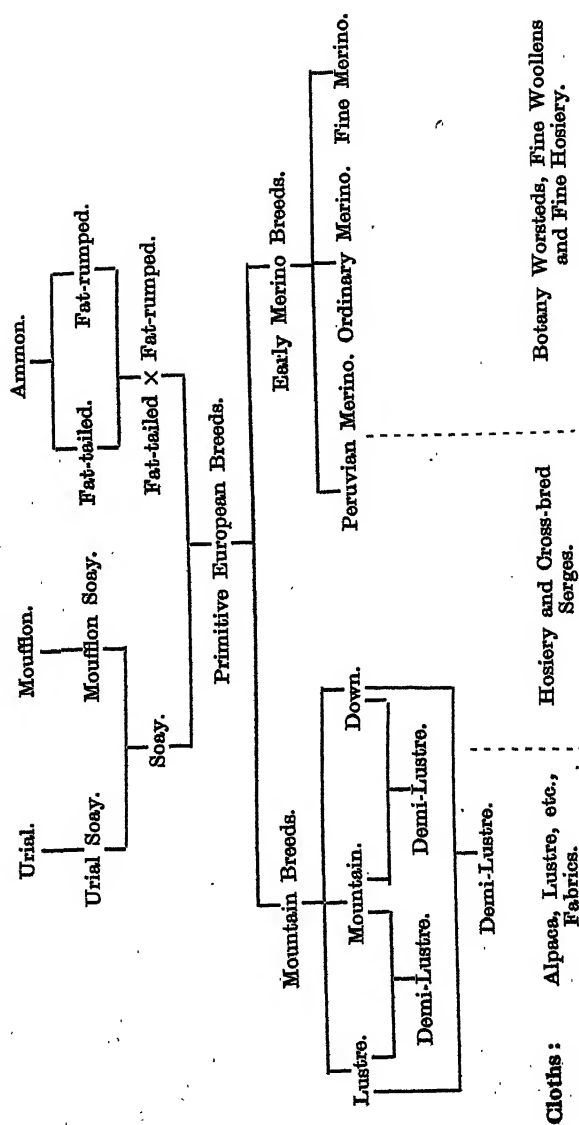 Urial. Moufflon. Ammon.
Urial Soay. Moufflon Soay. Fat-tailed. Fat-rumped.
Soay. Fat-tailed × Fat-rumped.
Primitive European Breeds.
Mountain Breeds. Early Merino Breeds.
Lustre. Mountain. Down. Peruvian Merino. Ordinary Merino. Fine Merino.
Demi-Lustre. Demi-Lustre.
Demi-Lustre.
Cloths: Alpaca, Lustre, etc., Hosiery and Cross-bred Botany Worsteds, Fine Woollens
Fabrics. Serges. and Fine Hosiery.